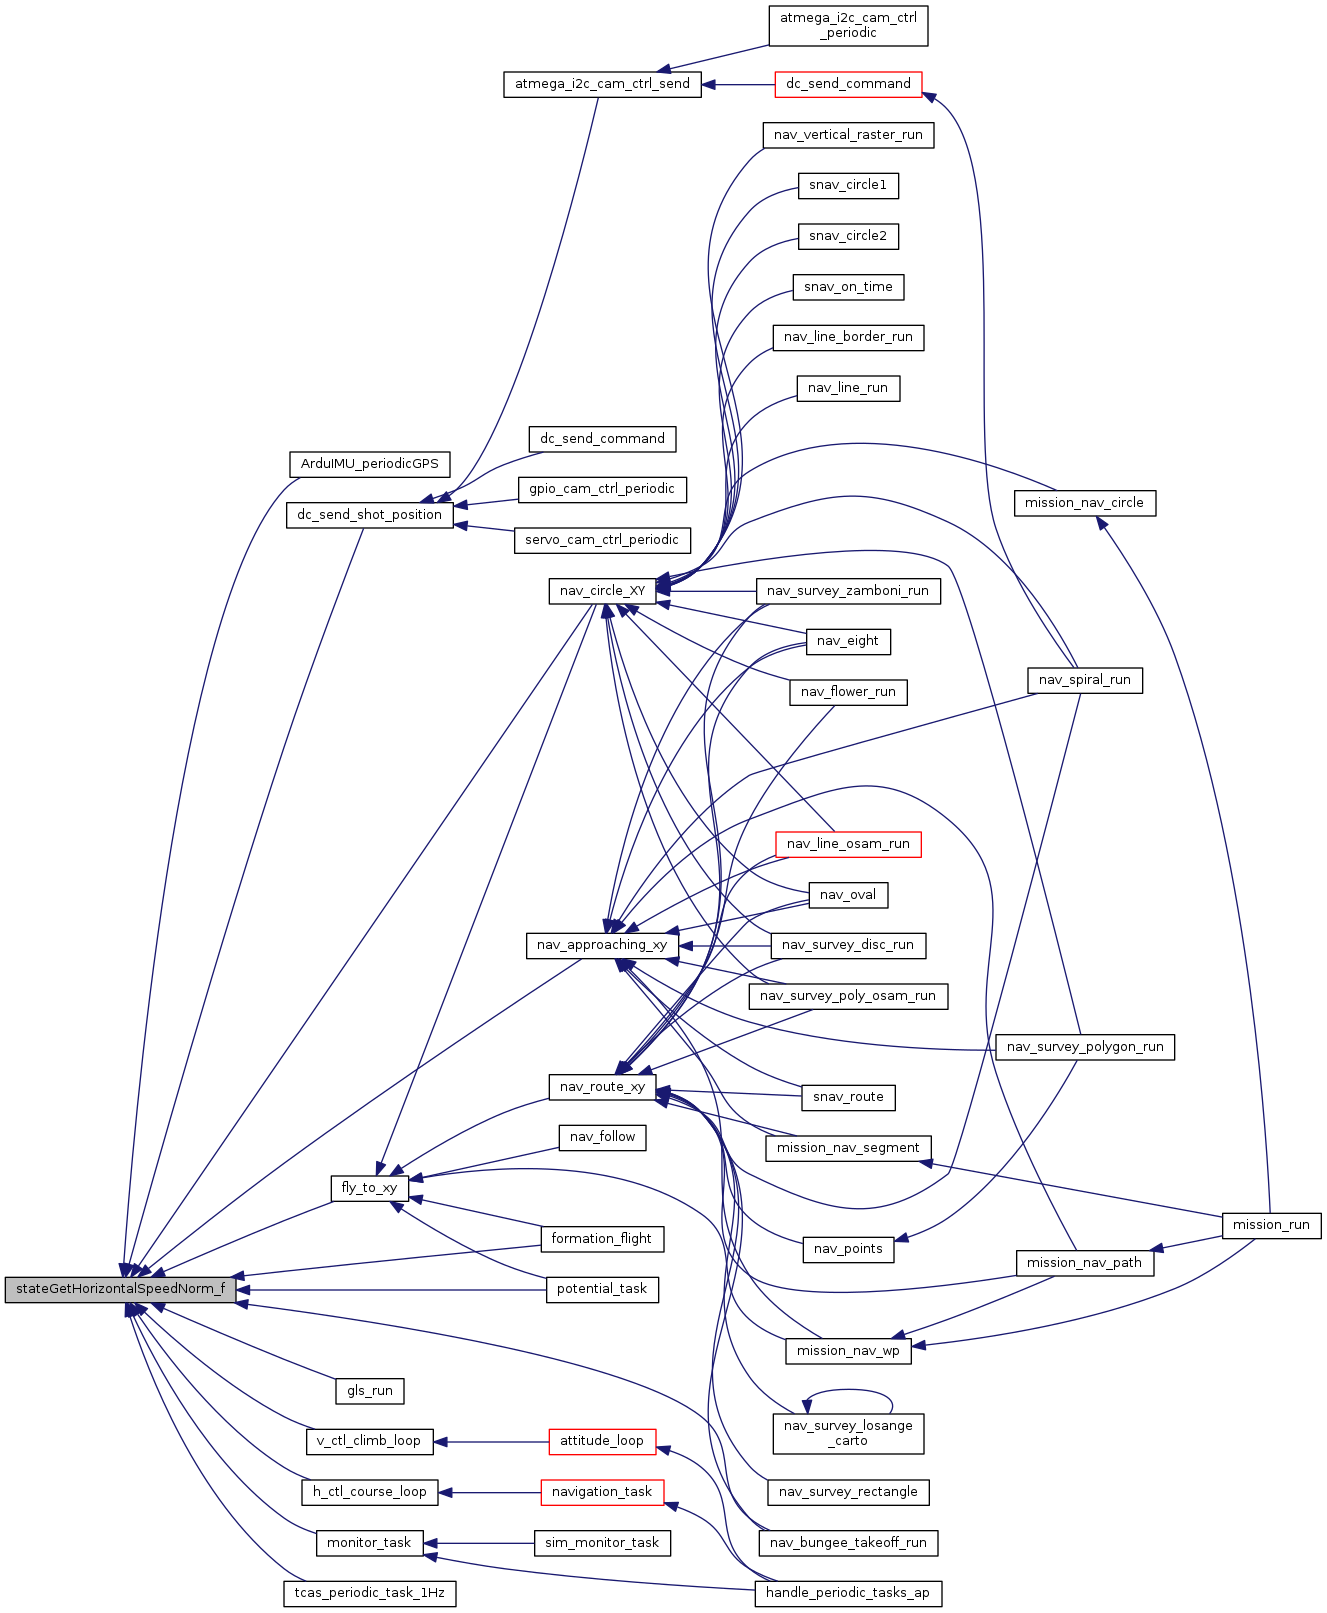 atmega_i2c_cam_ctrl
_periodic
atmega_i2c_cam_ctrl_send
dc_send_command
nav_vertical_raster_run
snav_circle1
snav_circle2
snav_on_time
nav_line_border_run
nav_line_run
dc_send_command
ArduIMU_periodicGPS
gpio_cam_ctrl_periodic
mission_nav_circle
dc_send_shot_position
servo_cam_ctrl_periodic
nav_circle_XY
nav_survey_zamboni_run
nav_eight
nav_spiral_run
nav_flower_run
nav_line_osam_run
nav_oval
nav_approaching_xy
nav_survey_disc_run
nav_survey_poly_osam_run
nav_survey_polygon_run
nav_route_xy
snav_route
nav_follow
mission_nav_segment
fly_to_xy
mission_run
formation_flight
nav_points
mission_nav_path
stateGetHorizontalSpeedNorm_f
potential_task
mission_nav_wp
gls_run
nav_survey_losange
_carto
v_ctl_climb_loop
attitude_loop
h_ctl_course_loop
navigation_task
nav_survey_rectangle
monitor_task
sim_monitor_task
nav_bungee_takeoff_run
tcas_periodic_task_1Hz
handle_periodic_tasks_ap